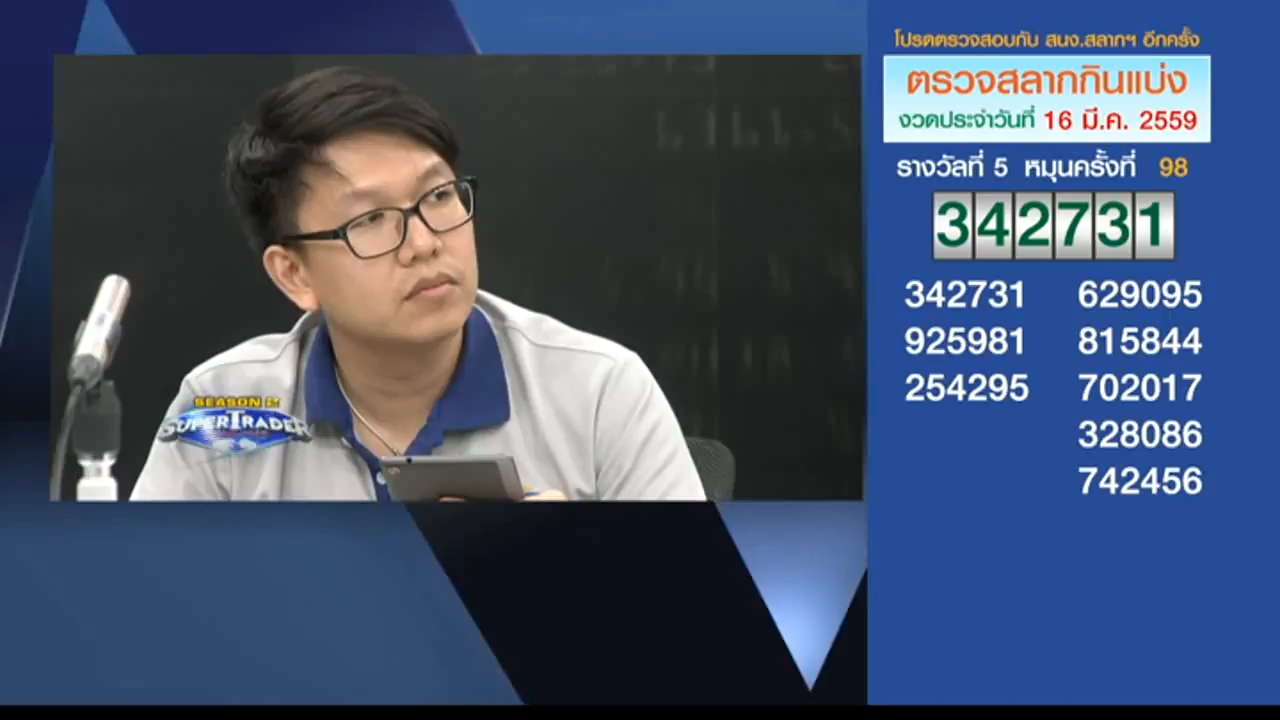 โปรดตรวจสอบกับ สนง.สลากฯ อีกครั้ง
ตรวจสลากกินแบ่ง
งวดประจำวันที่ 16 มี.ค. 2559
รางวัลที่ 5 หมุนครั้งที่ 98
342731
342731 629095
925981 815844
254295 702017
328086
742456
SEASON 2
SUPERTRADER